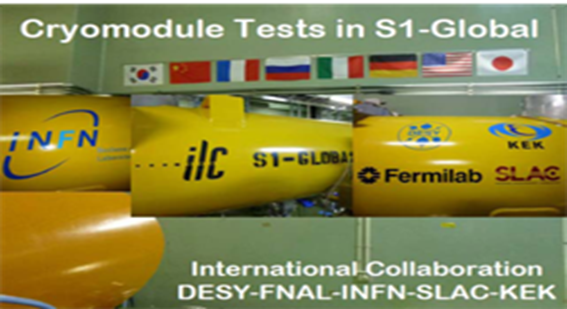 Cryomodule Tests in S1-Global
INFN
ilc S1-GLOBAL
KEK
Fermilab SLAC
International Collaboration
DESY-FNAL-INFN-SLAC-KEK